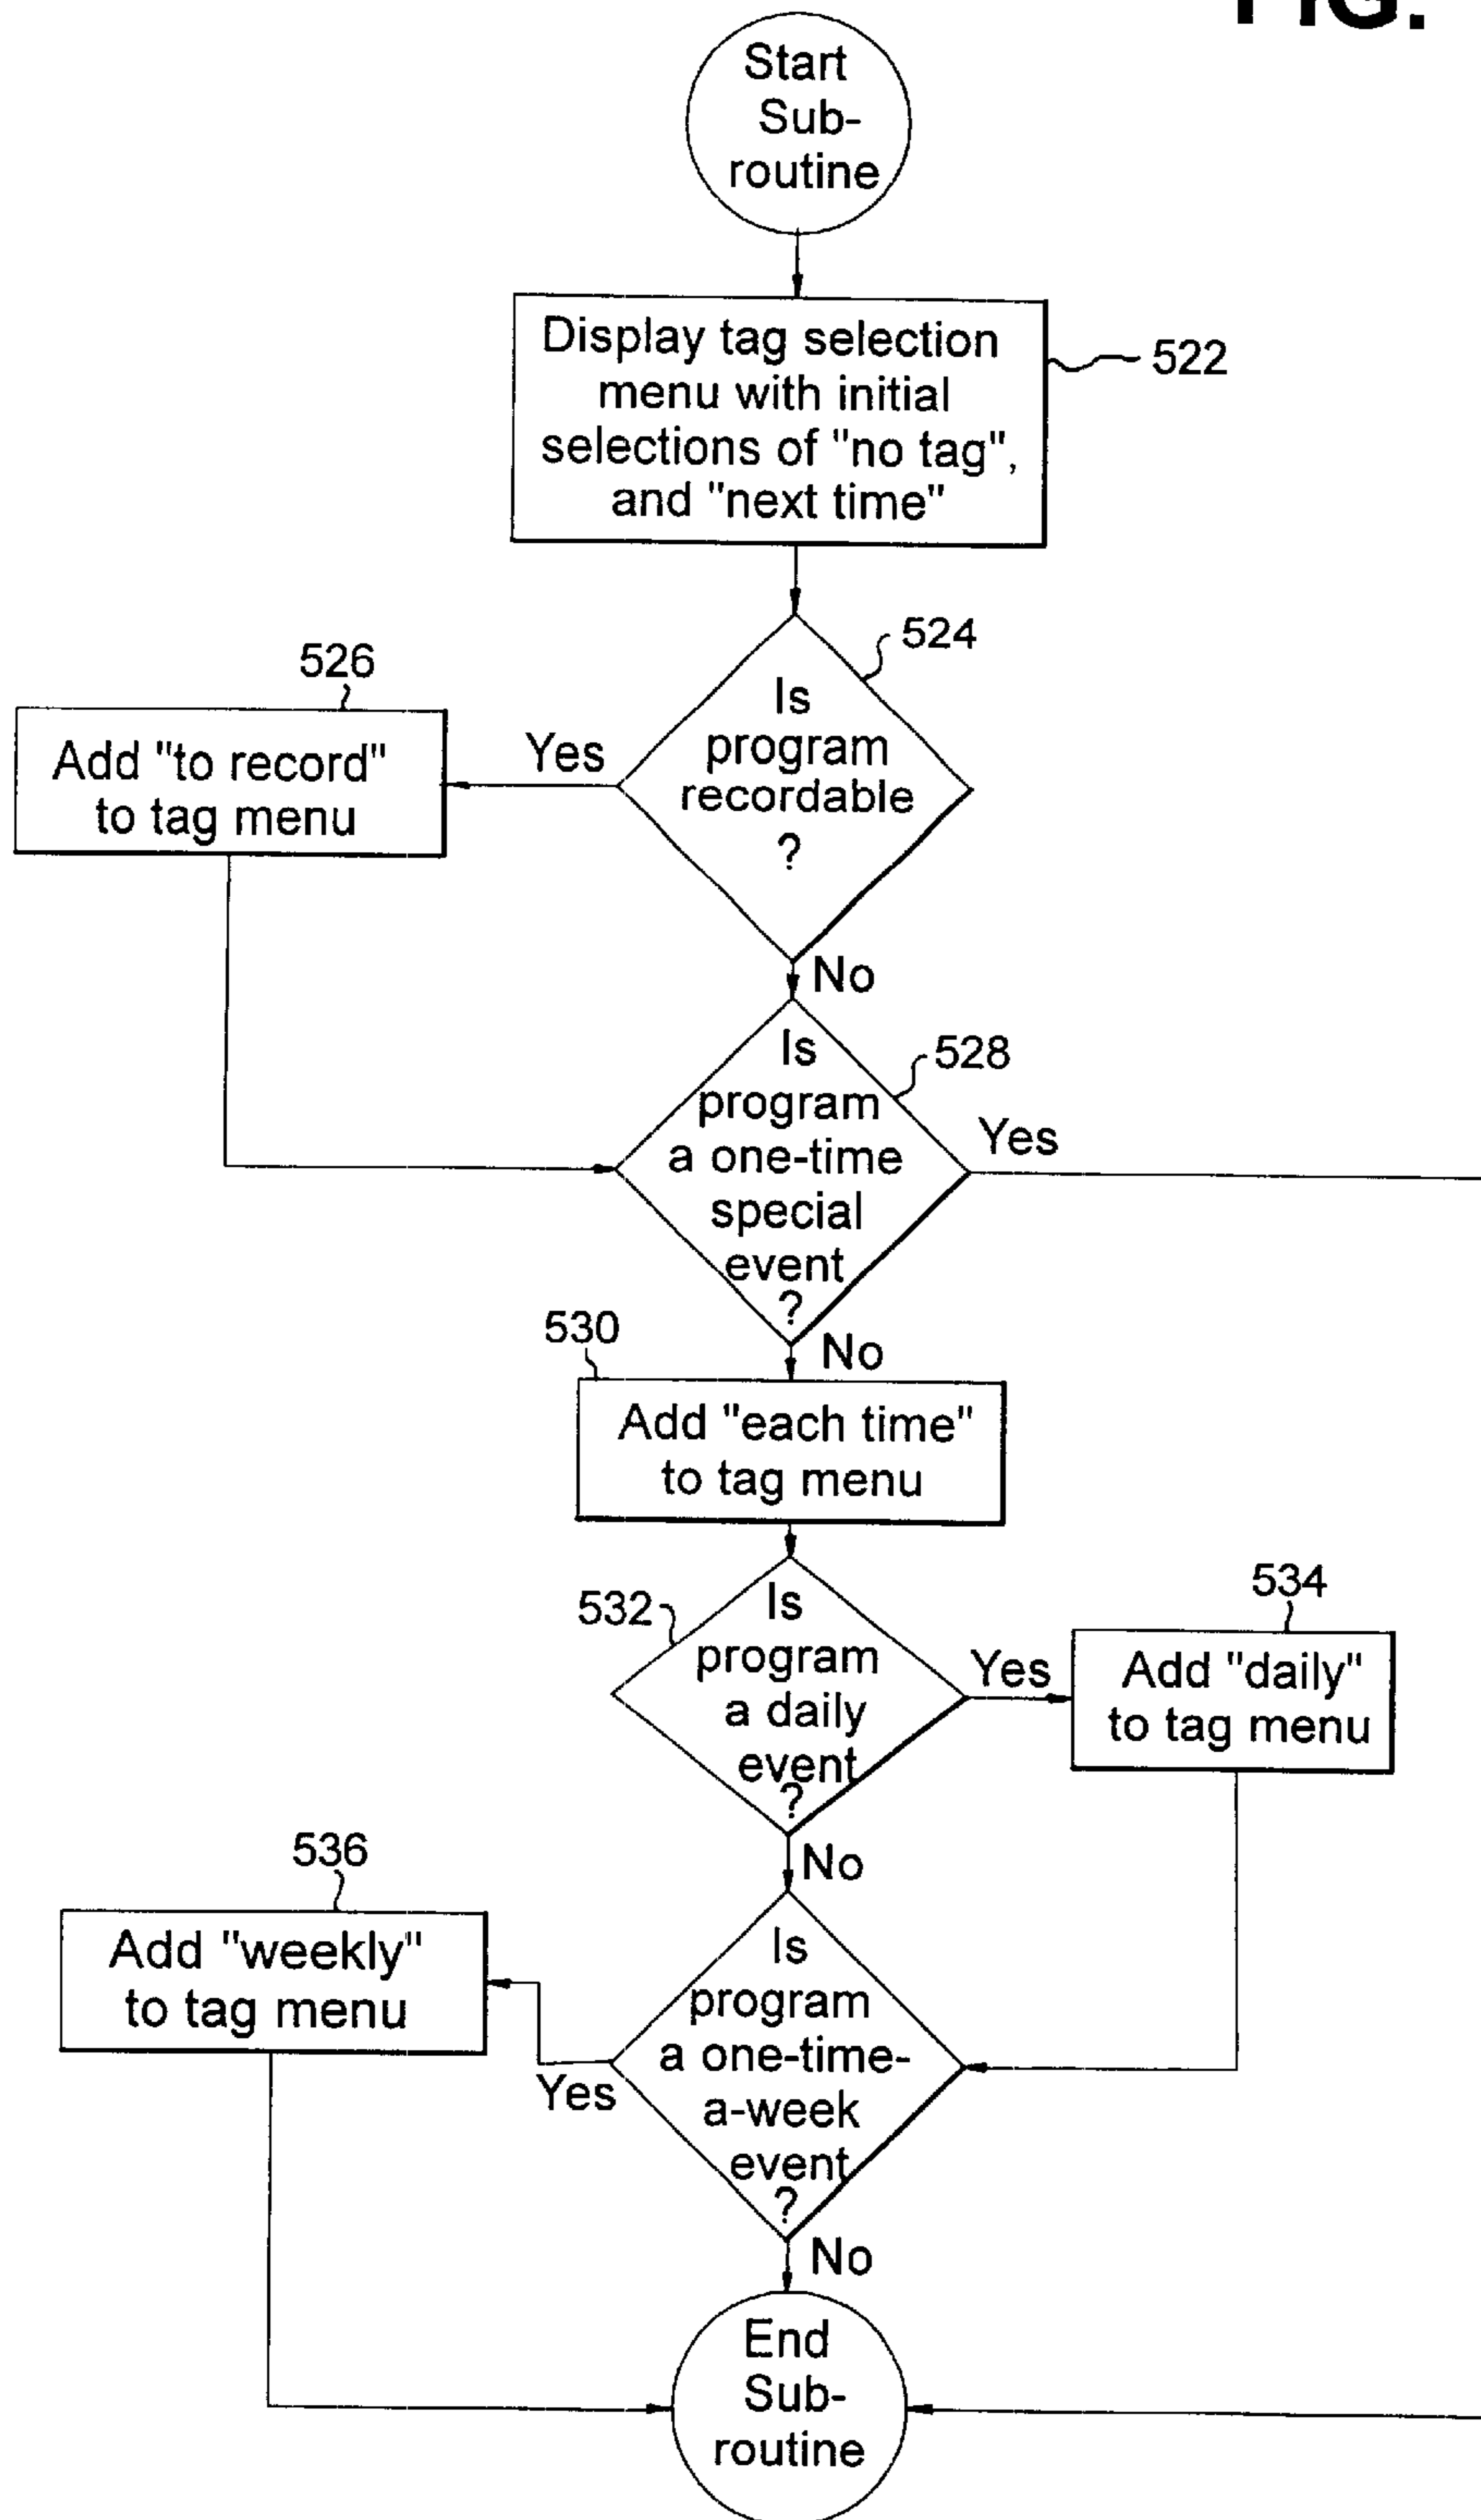 FIG.
Start
Sub-
routine
Display tag selection
menu with initial
selections of "no tag",
and "next time"
522
524
526
Is
program
recordable
?
Yes
Add "to record"
to tag menu
No
528
Is
program
a one-time
special
event
?
Yes
530
No
Add "each time"
to tag menu
532
534
Is
program
a daily
event
?
Yes
Add "daily"
to tag menu
536
No
Add "weekly"
to tag menu
Is
program
a one-time-
a-week
event
?
Yes
No
End
Sub-
routine